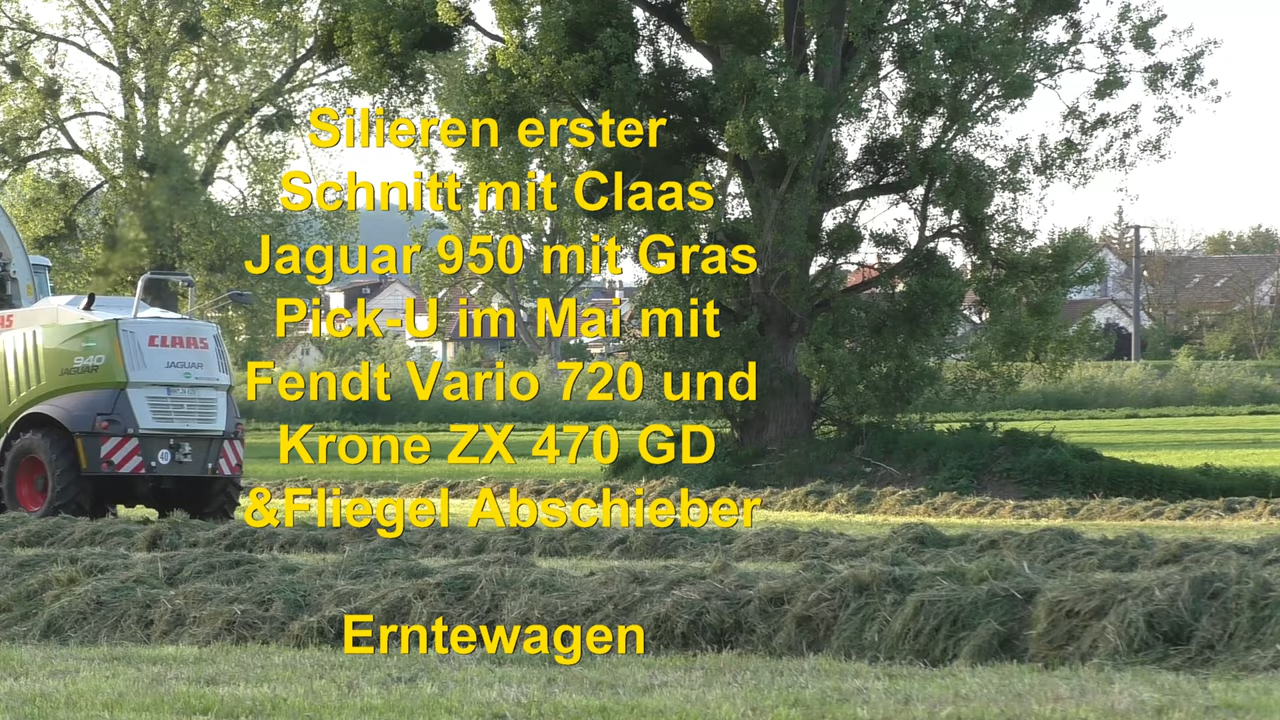 Silieren erster
Schnitt mit Claas
Jaguar 950 mit Gras
Pick-U im Mai mit
Fendt Vario 720 und
Krone ZX 470 GD
&Fliegel Abschieber
Erntewagen
CLAAS
JAGUAR
940
JAGUAR
40